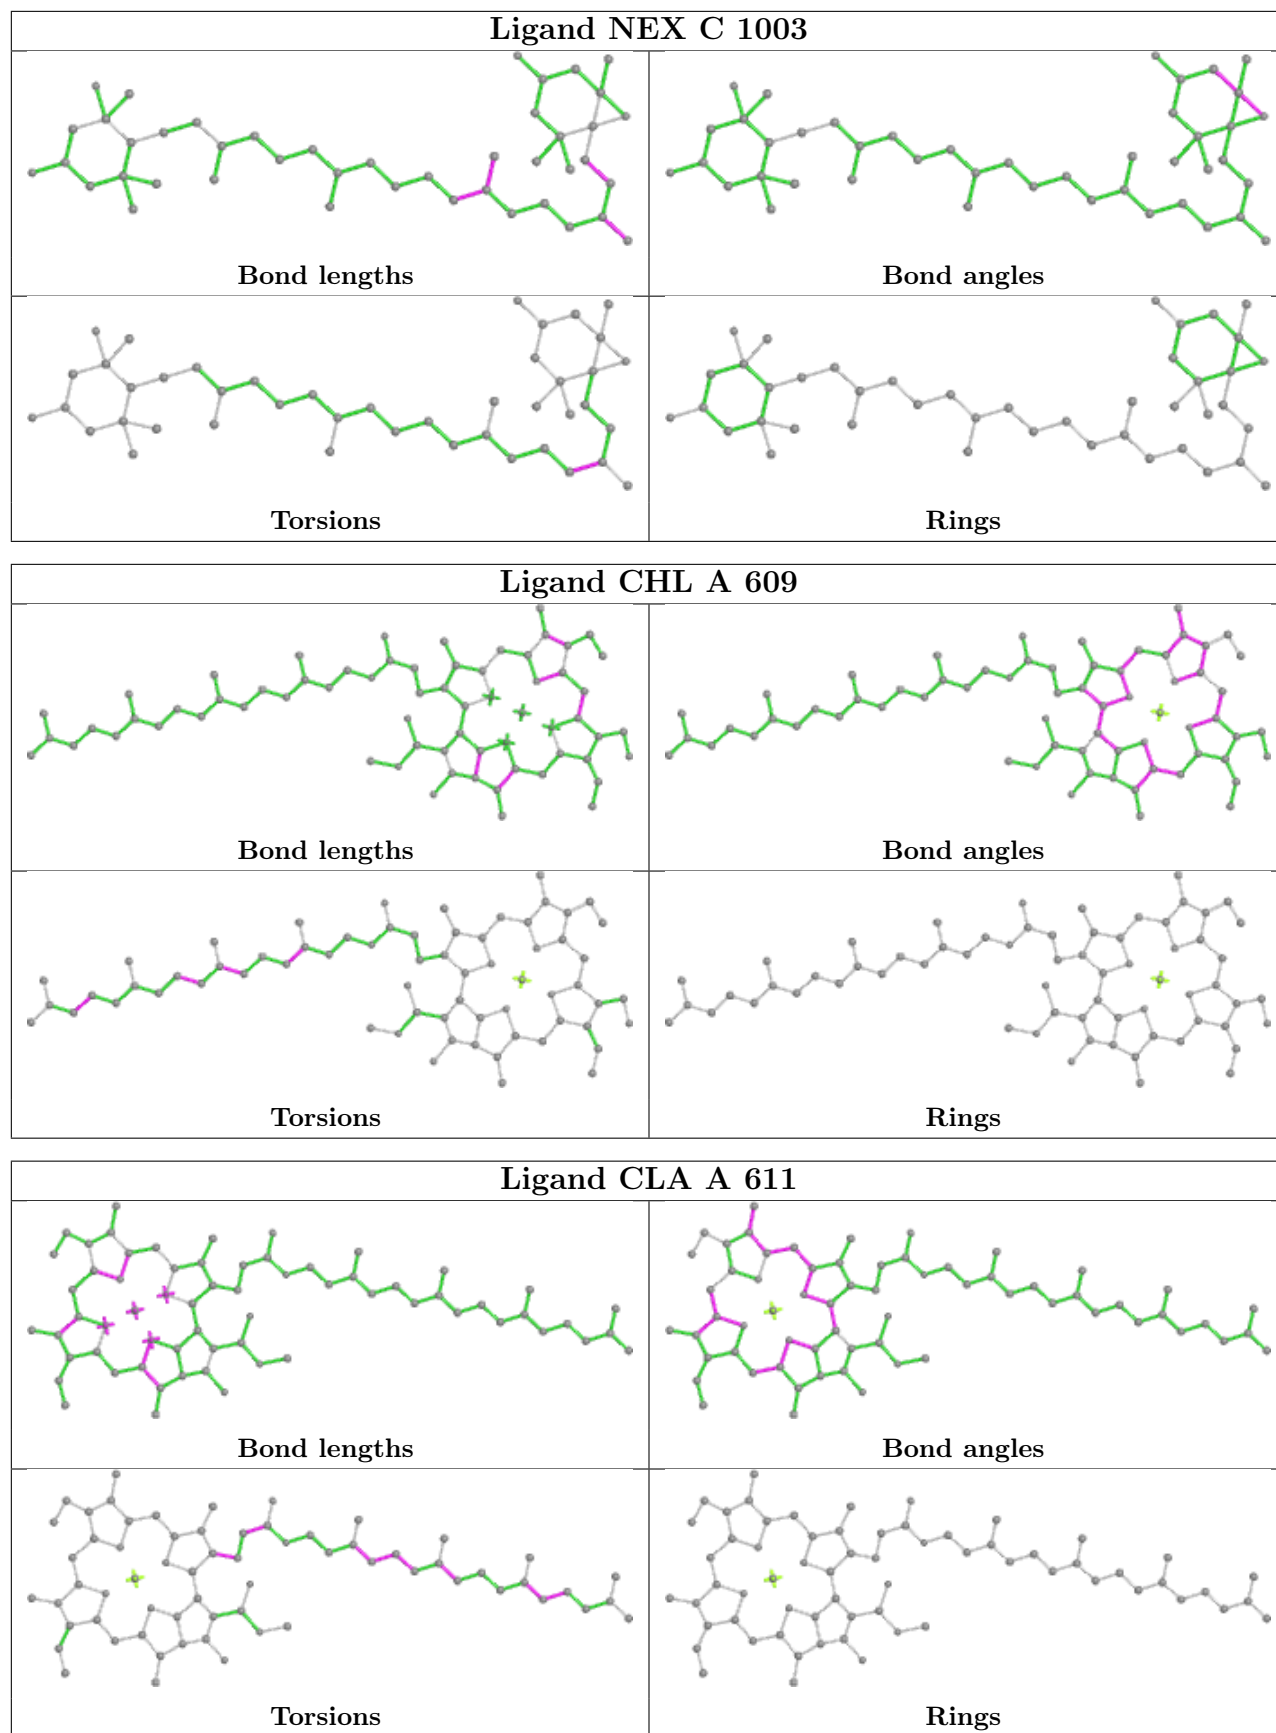 Ligand NEX C 1003
Bond lengths
Bond angles
Torsions
Rings
Ligand CHL A 609
Bond lengths
Bond angles
Torsions
Rings
Ligand CLA A 611
Bond lengths
Bond angles
Torsions
Rings